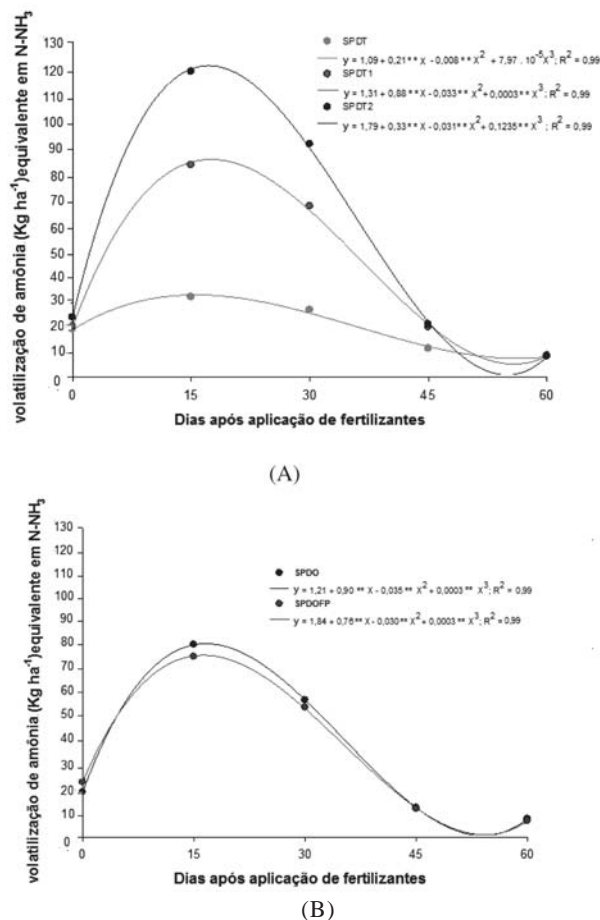 volatilização de amônia (Kg ha⁻¹)equivalente em N-NH₃
130
120
110
100
90
80
70
60
50
40
30
20
10
0
SPDT
y = 1,09 + 0,21** X - 0,008** X² + 7,97 . 10⁻⁵X³; R² = 0,99
SPDT1
y = 1,31 + 0,88** X - 0,033** X² + 0,0003** X³; R² = 0,99
SPDT2
y = 1,79 + 0,33** X - 0,031** X² + 0,1235** X³ ; R² = 0,99
0 15 30 45 60
Dias após aplicação de fertilizantes
(A)
volatilização de amônia (Kg ha⁻¹)equivalente em N-NH₃
130
120
110
100
90
80
70
60
50
40
30
20
10
0
SPDO
y = 1,21 + 0,90 ** X - 0,035 ** X² + 0,0003 ** X³; R² = 0,99
SPDOFP
y = 1,84 + 0,76** X - 0,030** X² + 0,0003** X³; R² = 0,99
0 15 30 45 60
Dias após aplicação de fertilizantes
(B)